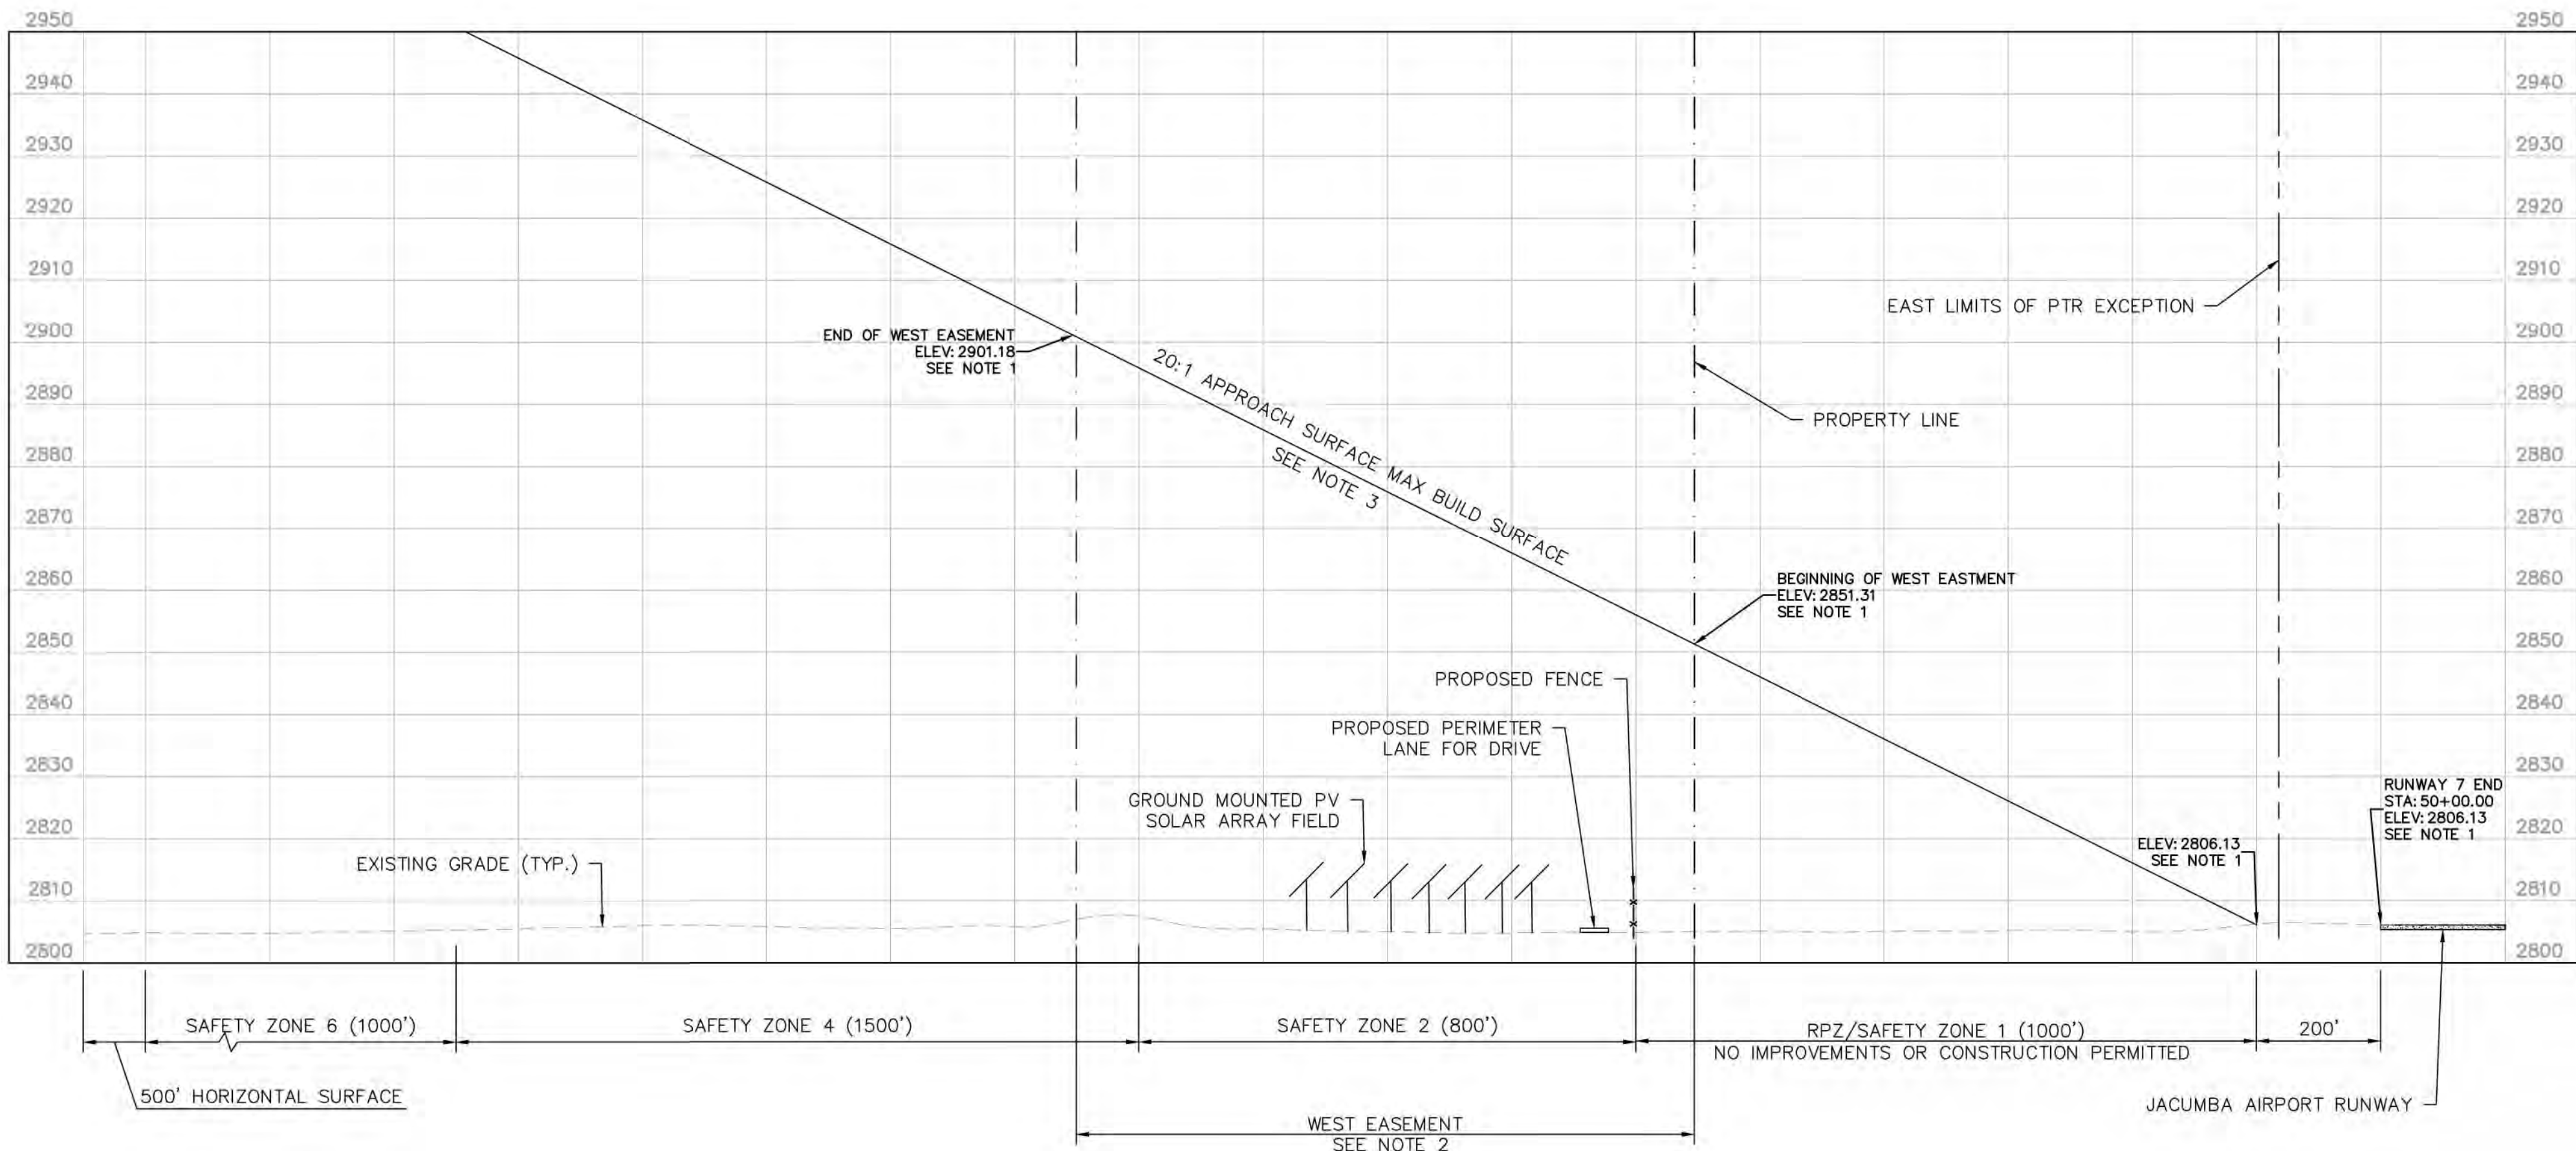 2950 2950
2940 2940
2930 2930
2920 2920
2910 2910
2900 2900
2890 2890
2880 2880
2870 2870
2860 2860
2850 2850
2840 2840
2830 2830
2820 2820
2810 2810
2800 2800
EAST LIMITS OF PTR EXCEPTION
END OF WEST EASEMENT
ELEV: 2901.18
SEE NOTE 1
20:1 APPROACH SURFACE MAX BUILD SURFACE
SEE NOTE 3
PROPERTY LINE
BEGINNING OF WEST EASTMENT
ELEV: 2851.31
SEE NOTE 1
PROPOSED FENCE
PROPOSED PERIMETER
LANE FOR DRIVE
GROUND MOUNTED PV
SOLAR ARRAY FIELD
EXISTING GRADE (TYP.)
RUNWAY 7 END
STA: 50+00.00
ELEV: 2806.13
SEE NOTE 1
ELEV: 2806.13
SEE NOTE 1
SAFETY ZONE 6 (1000')
SAFETY ZONE 4 (1500')
SAFETY ZONE 2 (800')
RPZ/SAFETY ZONE 1 (1000')
NO IMPROVEMENTS OR CONSTRUCTION PERMITTED
200'
500' HORIZONTAL SURFACE
JACUMBA AIRPORT RUNWAY
WEST EASEMENT
SEE NOTE 2